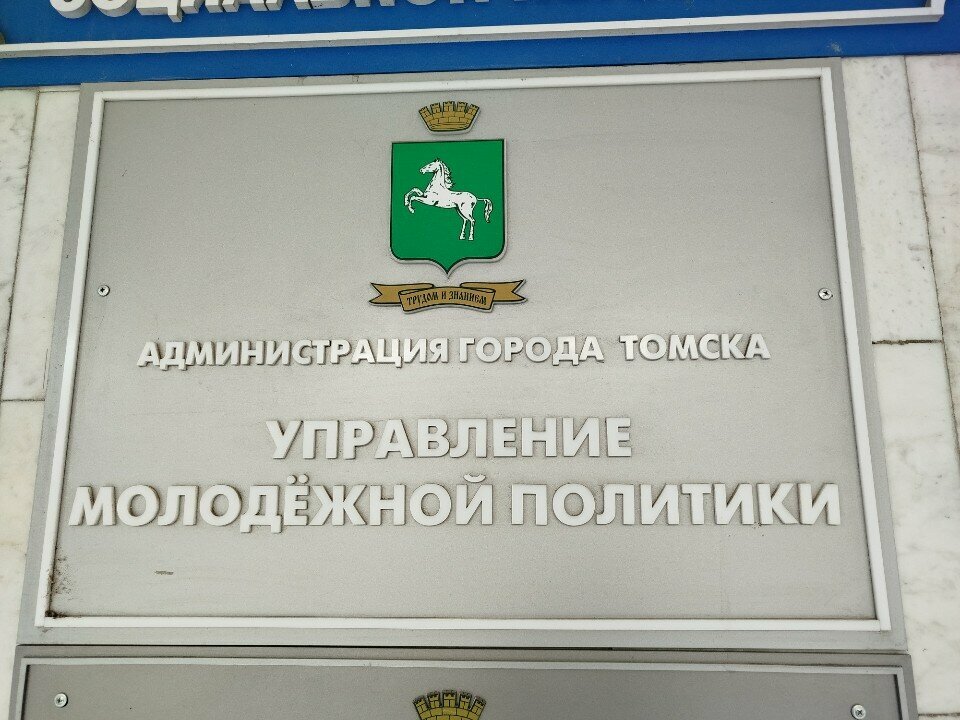 ТРУДОМ И ЗНАНИЕМ
АДМИНИСТРАЦИЯ ГОРОДА ТОМСКА
УПРАВЛЕНИЕ
МОЛОДЁЖНОЙ ПОЛИТИКИ